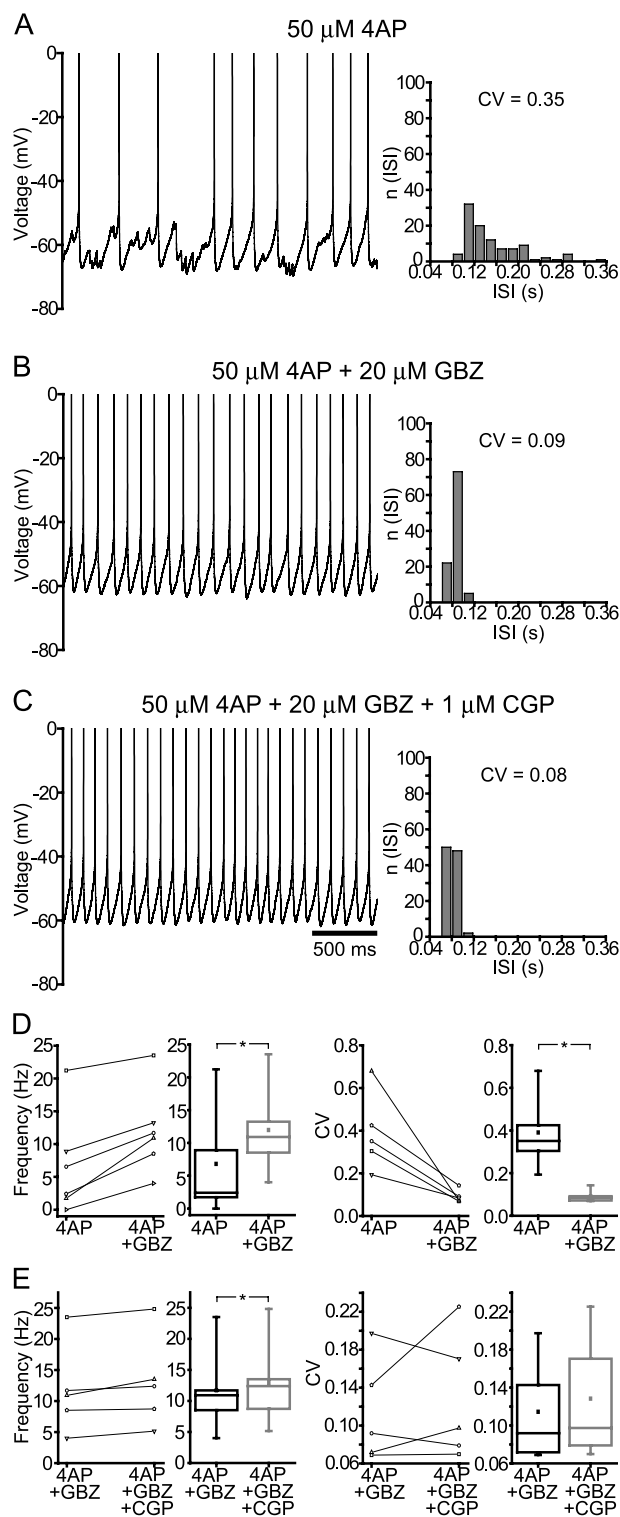 A
50 μM 4AP
Voltage (mV)
0
-20
-40
-60
-80
n (ISI)
100
80
60
40
20
0
CV = 0.35
0.04 0.12 0.20 0.28 0.36
ISI (s)
B
50 μM 4AP + 20 μM GBZ
Voltage (mV)
0
-20
-40
-60
-80
n (ISI)
100
80
60
40
20
0
CV = 0.09
0.04 0.12 0.20 0.28 0.36
ISI (s)
C
50 μM 4AP + 20 μM GBZ + 1 μM CGP
Voltage (mV)
0
-20
-40
-60
-80
500 ms
n (ISI)
100
80
60
40
20
0
CV = 0.08
0.04 0.12 0.20 0.28 0.36
ISI (s)
D
Frequency (Hz)
25
20
15
10
5
0
4AP
4AP
+GBZ
25
20
15
10
5
0
*
4AP
4AP
+GBZ
CV
0.8
0.6
0.4
0.2
0.0
4AP
4AP
+GBZ
0.8
0.6
0.4
0.2
0.0
*
4AP
4AP
+GBZ
E
Frequency (Hz)
25
20
15
10
5
0
4AP
+GBZ
4AP
+GBZ
+CGP
25
20
15
10
5
0
*
4AP
+GBZ
4AP
+GBZ
+CGP
CV
0.22
0.18
0.14
0.10
0.06
4AP
+GBZ
4AP
+GBZ
+CGP
0.22
0.18
0.14
0.10
0.06
4AP
+GBZ
4AP
+GBZ
+CGP